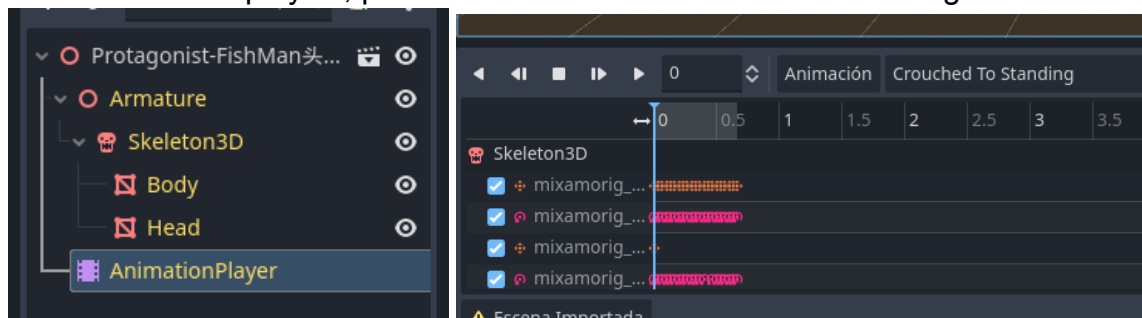 Protagonist-FishMan头...
Armature
Skeleton3D
Body
Head
AnimationPlayer
0 Animación Crouched To Standing
0 0.5 1 1.5 2 2.5 3 3.5
Skeleton3D
mixamorig_...
mixamorig_...
mixamorig_...
mixamorig_...
Escena Importada